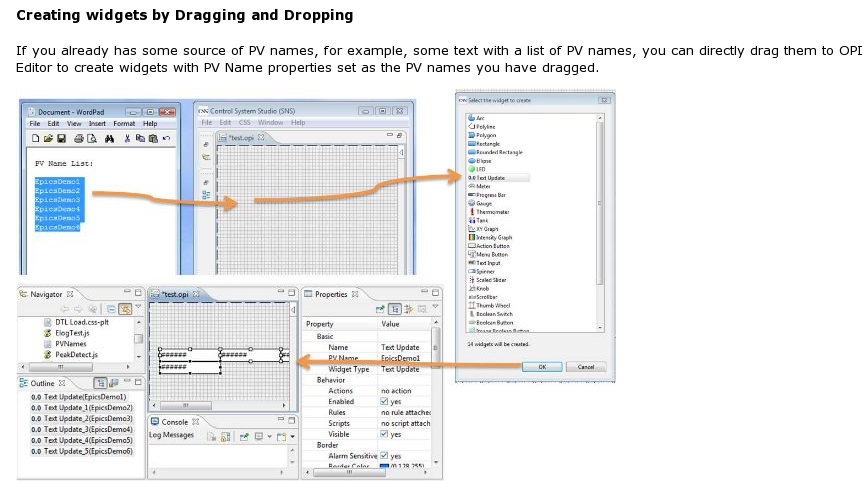 Creating widgets by Dragging and Dropping
If you already has some source of PV names, for example, some text with a list of PV names, you can directly drag them to OPI
Editor to create widgets with PV Name properties set as the PV names you have dragged.
Document - WordPad
File Edit View Insert Format Help
PV Name List:
EpicsDemo1
EpicsDemo2
EpicsDemo3
EpicsDemo4
EpicsDemo5
EpicsDemo6
CSS Control System Studio (SNS)
File Edit CSS Window Help
*test.opi
Select the widget to create
Arc
Polyline
Polygon
Rectangle
Rounded Rectangle
Ellipse
LED
0.0 Text Update
Meter
Progress Bar
Gauge
Thermometer
Tank
XY Graph
Intensity Graph
Action Button
Menu Button
Text Input
Spinner
Scaled Slider
Knob
Scrollbar
Thumb Wheel
Boolean Switch
Boolean Button
Image Boolean Button
14 widgets will be created.
OK Cancel
Navigator
DTL Load.css-plt
ElogTest.js
PVNames
PeakDetect.js
Outline
0.0 Text Update(EpicsDemo1)
0.0 Text Update_1(EpicsDemo2)
0.0 Text Update_2(EpicsDemo3)
0.0 Text Update_3(EpicsDemo4)
0.0 Text Update_4(EpicsDemo5)
0.0 Text Update_5(EpicsDemo6)
*test.opi
###### ###### ##
######
Console
Log Messages
Properties
Property Value
Basic
Name Text Update
PV Name EpicsDemo1
Widget Type Text Update
Behavior
Actions no action
Enabled yes
Rules no rule attached
Scripts no script attach
Visible yes
Border
Alarm Sensitive yes
Border Color (0,128,255)